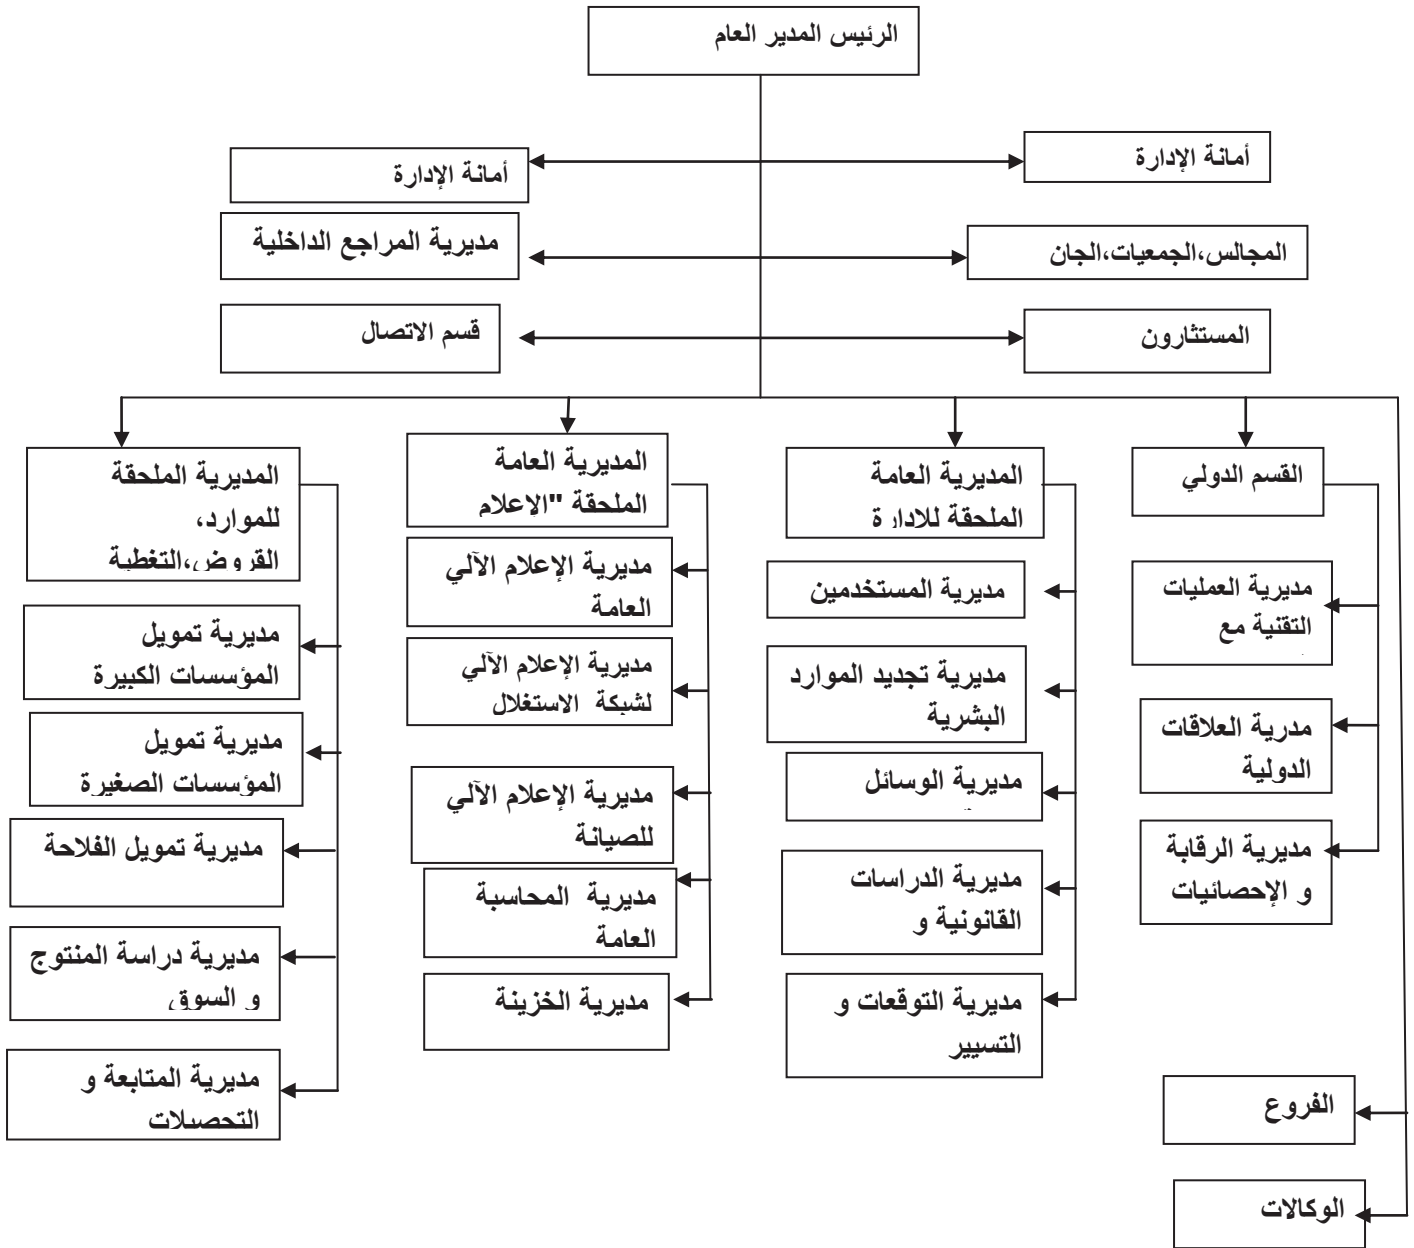 الرئيس المدير العام
أمانة الإدارة
أمانة الإدارة
المجالس،الجمعيات،الجان
مديرية المراجع الداخلية
المستثارون
قسم الاتصال
القسم الدولي
مديرية العمليات
التقنية مع
مدرية العلاقات
الدولية
مديرية الرقابة
و الإحصائيات
المديرية العامة
الملحقة للادارة
مديرية المستخدمين
مديرية تجديد الموارد
البشرية
مديرية الوسائل
مديرية الدراسات
القانونية و
مديرية التوقعات و
التسيير
المديرية العامة
الملحقة "الإعلام
مديرية الإعلام الآلي
العامة
مديرية الإعلام الآلي
لشبكة الاستغلال
مديرية الإعلام الآلي
للصيانة
مديرية المحاسبة
العامة
مديرية الخزينة
المديرية الملحقة
للموارد،
القروض،التغطية
مديرية تمويل
المؤسسات الكبيرة
مديرية تمويل
المؤسسات الصغيرة
مديرية تمويل الفلاحة
مديرية دراسة المنتوج
و السوق
مديرية المتابعة و
التحصيلات
الفروع
الوكالات